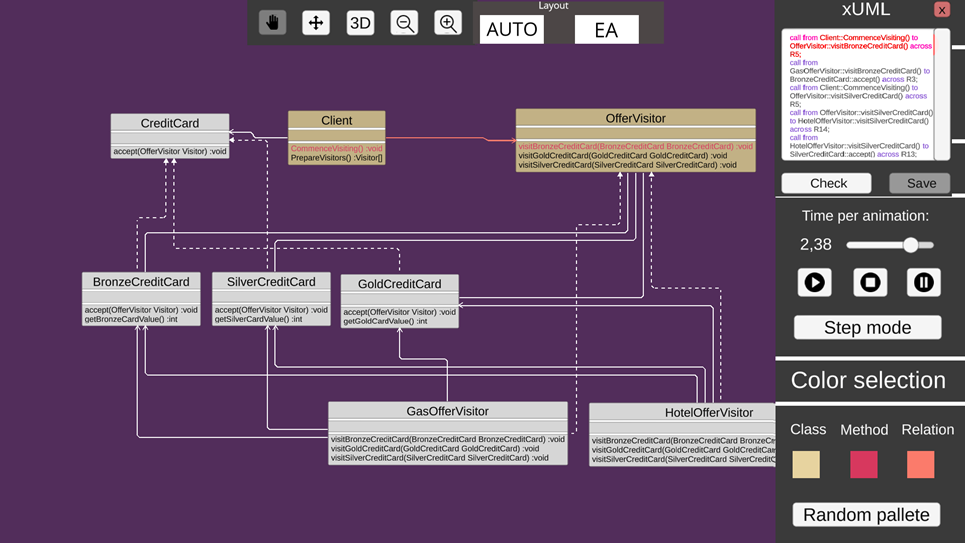 Layout
3D
AUTO
EA
xUML
x
call from Client::CommenceVisiting() to
OfferVisitor::visitBronzeCreditCard() across
R5;
call from
GasOfferVisitor::visitBronzeCreditCard() to
BronzeCreditCard::accept() across R3;
call from Client::CommenceVisiting() to
OfferVisitor::visitSilverCreditCard() across
R5;
call from OfferVisitor::visitSilverCreditCard()
to HotelOfferVisitor::visitSilverCreditCard()
across R14;
call from
HotelOfferVisitor::visitSilverCreditCard() to
SilverCreditCard::accept() across R13;
Check
Save
Time per animation:
2,38
Step mode
Color selection
Class
Method
Relation
Random pallete
CreditCard
accept(OfferVisitor Visitor) :void
Client
CommenceVisiting() :void
PrepareVisitors() :Visitor[]
OfferVisitor
visitBronzeCreditCard(BronzeCreditCard BronzeCreditCard) :void
visitGoldCreditCard(GoldCreditCard GoldCreditCard) :void
visitSilverCreditCard(SilverCreditCard SilverCreditCard) :void
BronzeCreditCard
accept(OfferVisitor Visitor) :void
getBronzeCardValue() :int
SilverCreditCard
accept(OfferVisitor Visitor) :void
getSilverCardValue() :int
GoldCreditCard
accept(OfferVisitor Visitor) :void
getGoldCardValue() :int
GasOfferVisitor
visitBronzeCreditCard(BronzeCreditCard BronzeCreditCard) :void
visitGoldCreditCard(GoldCreditCard GoldCreditCard) :void
visitSilverCreditCard(SilverCreditCard SilverCreditCard) :void
HotelOfferVisitor
visitBronzeCreditCard(BronzeCreditCard BronzeCre
visitGoldCreditCard(GoldCreditCard GoldCreditCa
visitSilverCreditCard(SilverCreditCard SilverCredit